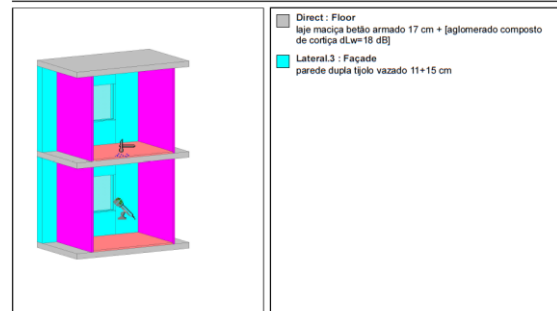 Direct : Floor
laje maciça betão armado 17 cm + [aglomerado composto
de cortiça dLw=18 dB]
Lateral.3 : Façade
parede dupla tijolo vazado 11+15 cm